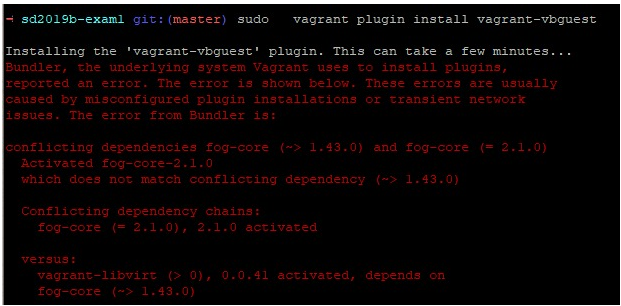 sd2019b-exam1 git:(master) sudo   vagrant plugin install vagrant-vbguest
Installing the 'vagrant-vbguest' plugin. This can take a few minutes...
Bundler, the underlying system Vagrant uses to install plugins,
reported an error. The error is shown below. These errors are usually
caused by misconfigured plugin installations or transient network
issues. The error from Bundler is:
conflicting dependencies fog-core (~> 1.43.0) and fog-core (= 2.1.0)
  Activated fog-core-2.1.0
  which does not match conflicting dependency (~> 1.43.0)
  Conflicting dependency chains:
    fog-core (= 2.1.0), 2.1.0 activated
  versus:
    vagrant-libvirt (> 0), 0.0.41 activated, depends on
    fog-core (~> 1.43.0)